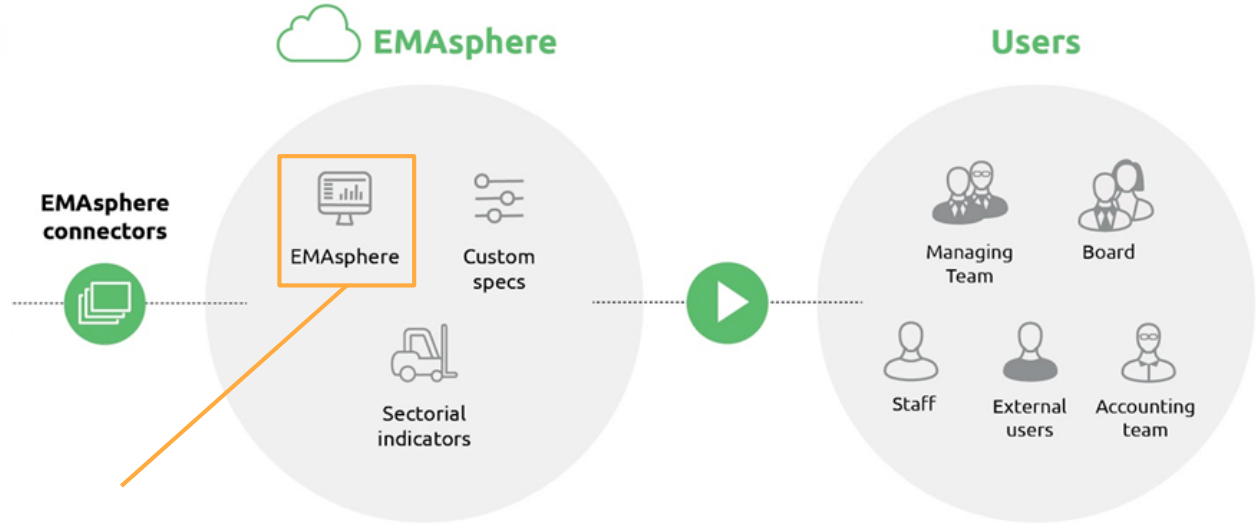 EMAsphere
Users
EMAsphere
connectors
EMAsphere
Custom
specs
Sectorial
indicators
Managing
Team
Board
Staff
External
users
Accounting
team